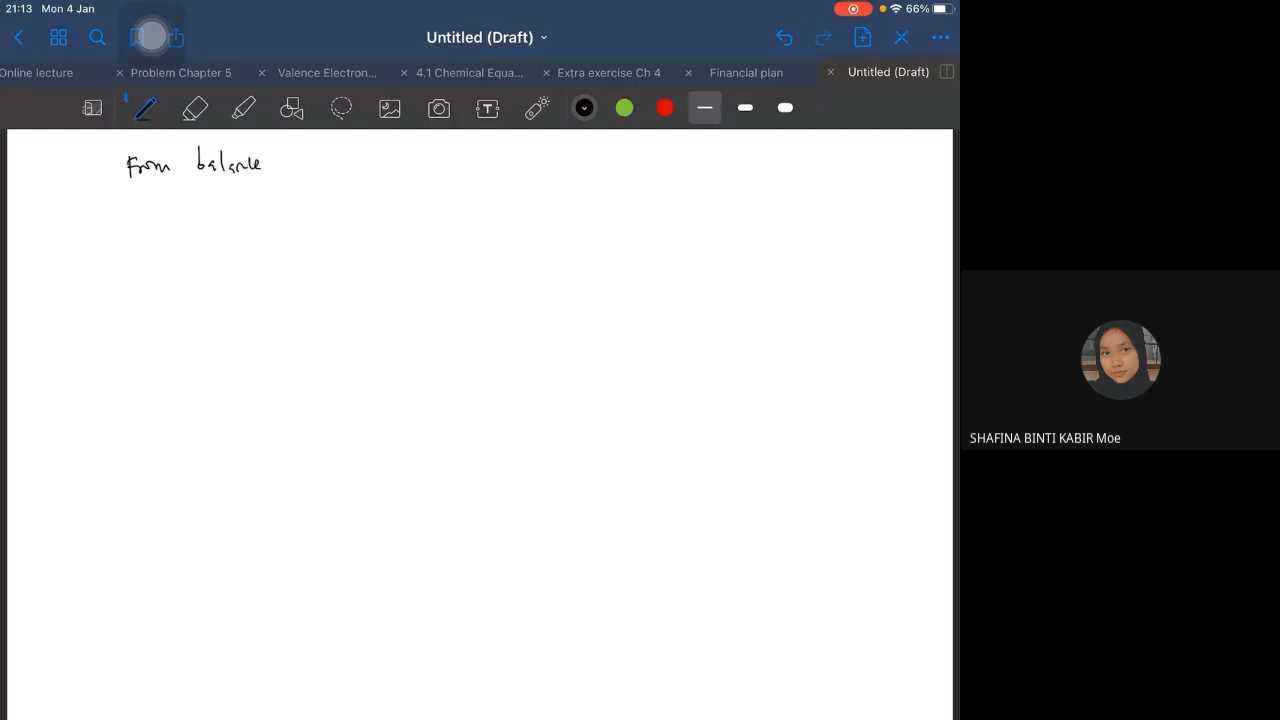 21:13 Mon 4 Jan
66%
Untitled (Draft)
Online lecture
Problem Chapter 5
Valence Electron...
4.1 Chemical Equa...
Extra exercise Ch 4
Financial plan
Untitled (Draft)
T
From balance
SHAFINA BINTI KABIR Moe